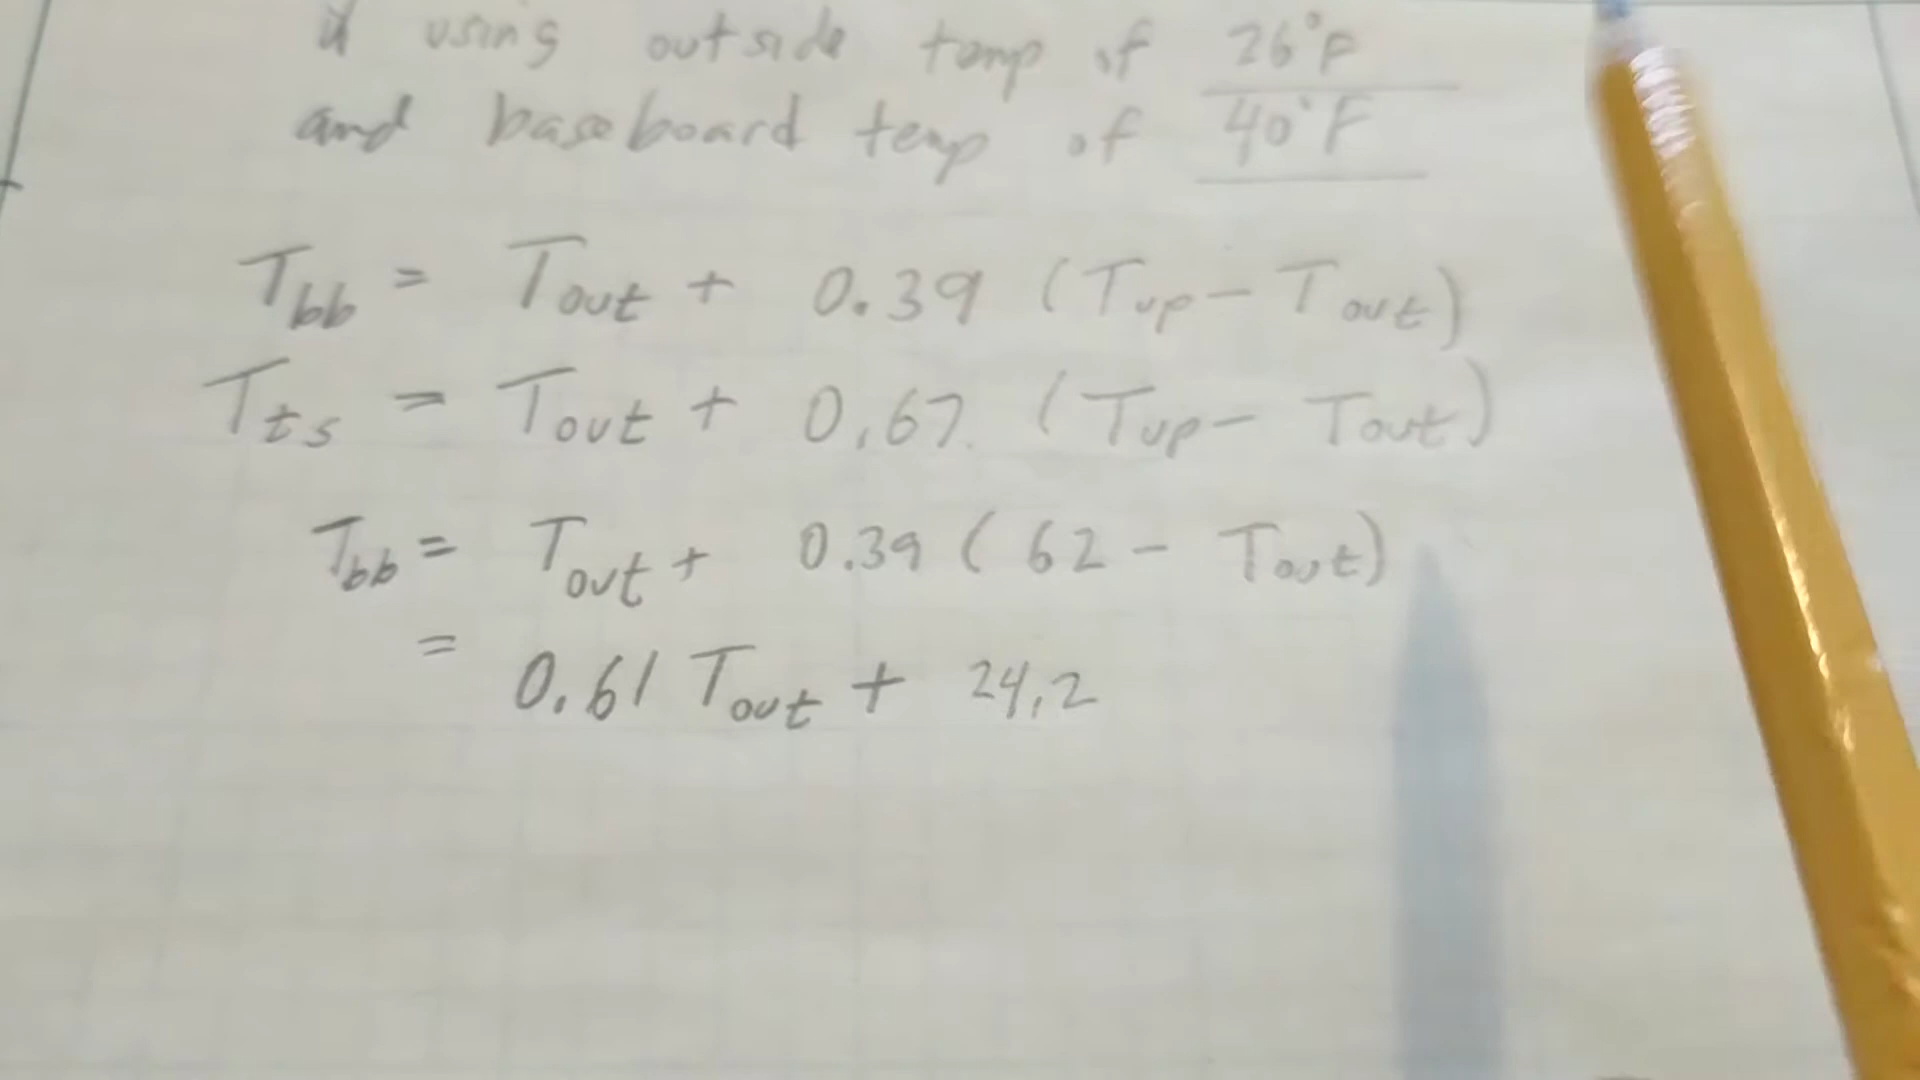 if using outside temp of 26°F
and baseboard temp of 40°F
Tbb = Tout + 0.39 (Tup - Tout)
Tts = Tout + 0.67 (Tup - Tout)
Tbb = Tout + 0.39 (62 - Tout)
= 0.61 Tout + 24.2